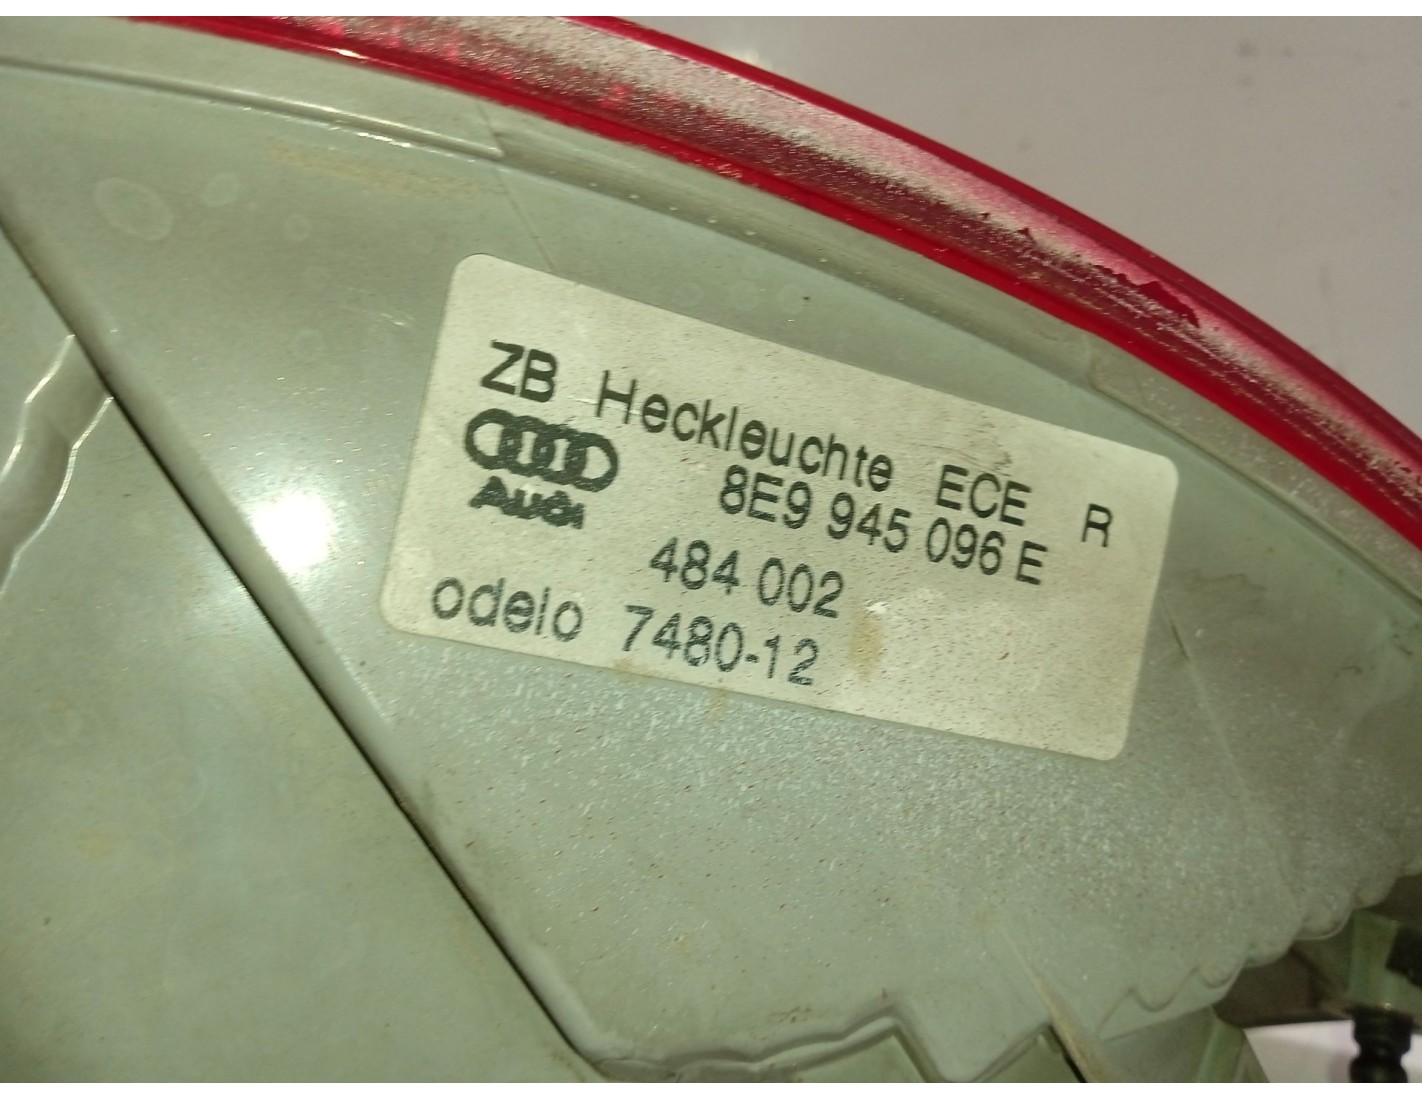 ZB Heckleuchte ECE R
8E9 945 096 E
Audi
484 002
odelo 7480-12